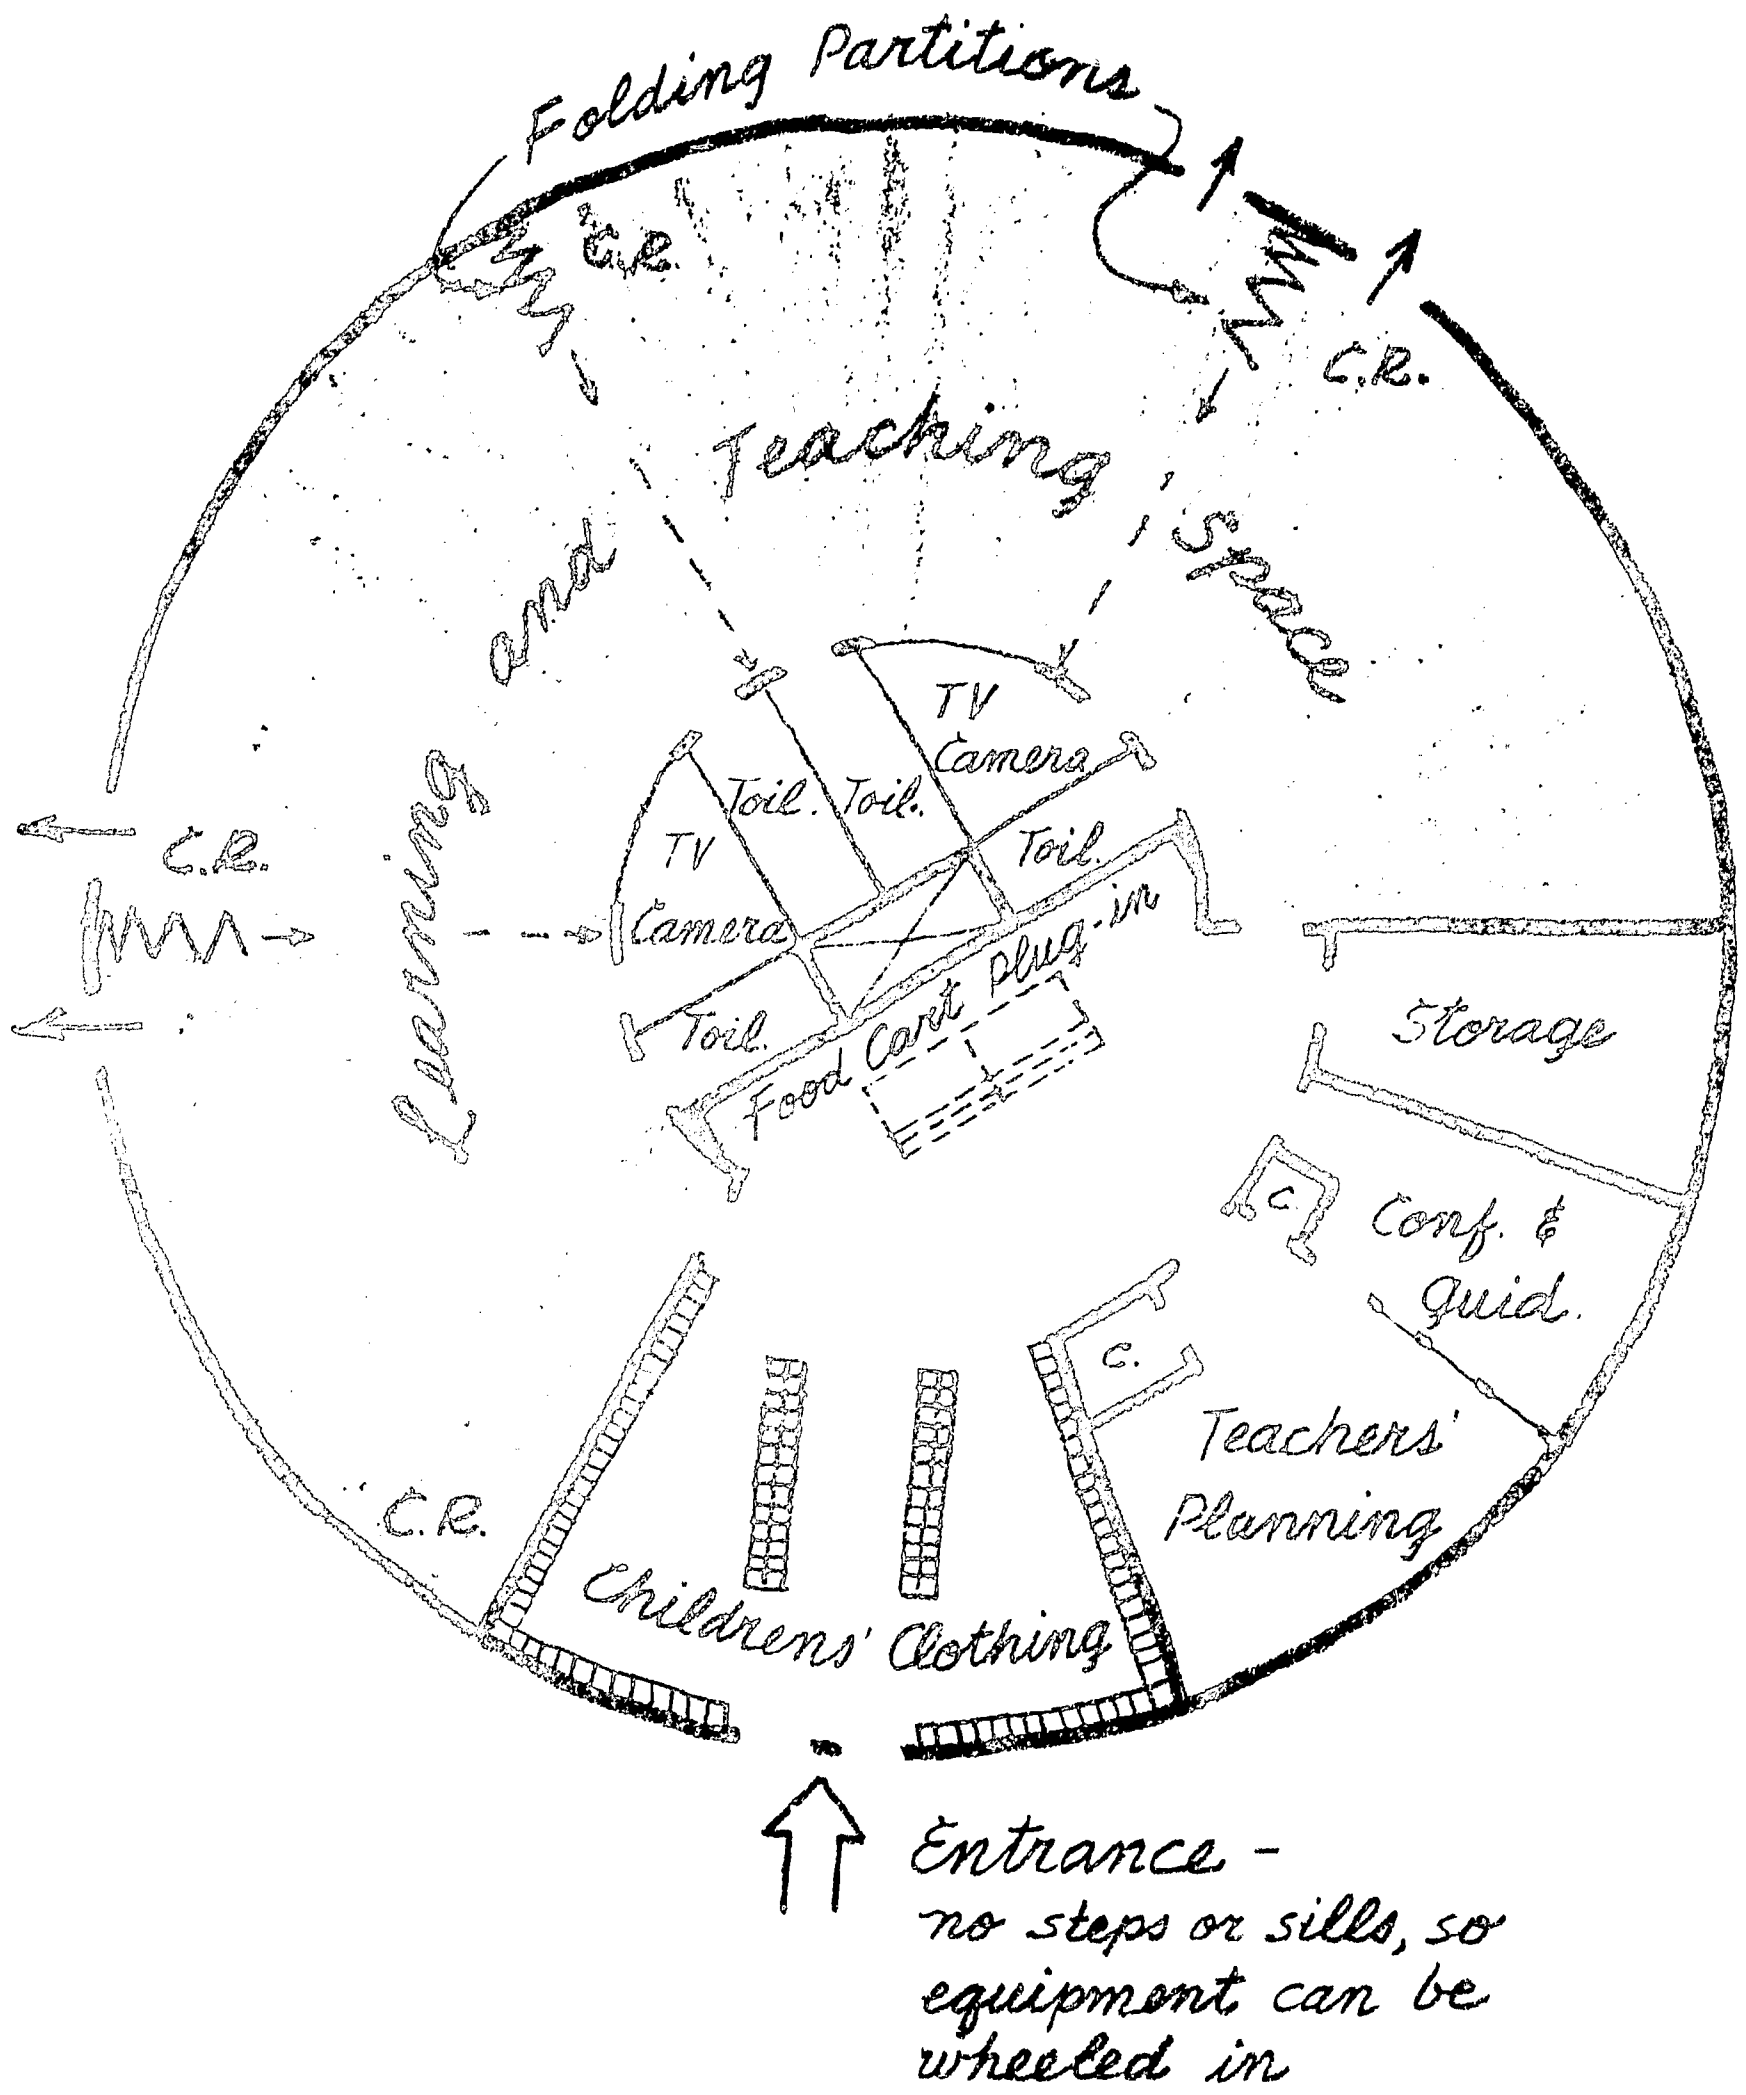 Folding Partitions
C.R.
C.R.
Learning and Teaching Space
TV
Camera
Toil. Toil.
Toil.
TV
Camera
Toil.
C.R.
Food Cart plug-in
Storage
C.
Conf. &
Guid.
C.
Teachers'
Planning
C.R.
Childrens' Clothing
Entrance -
no steps or sills, so
equipment can be
wheeled in